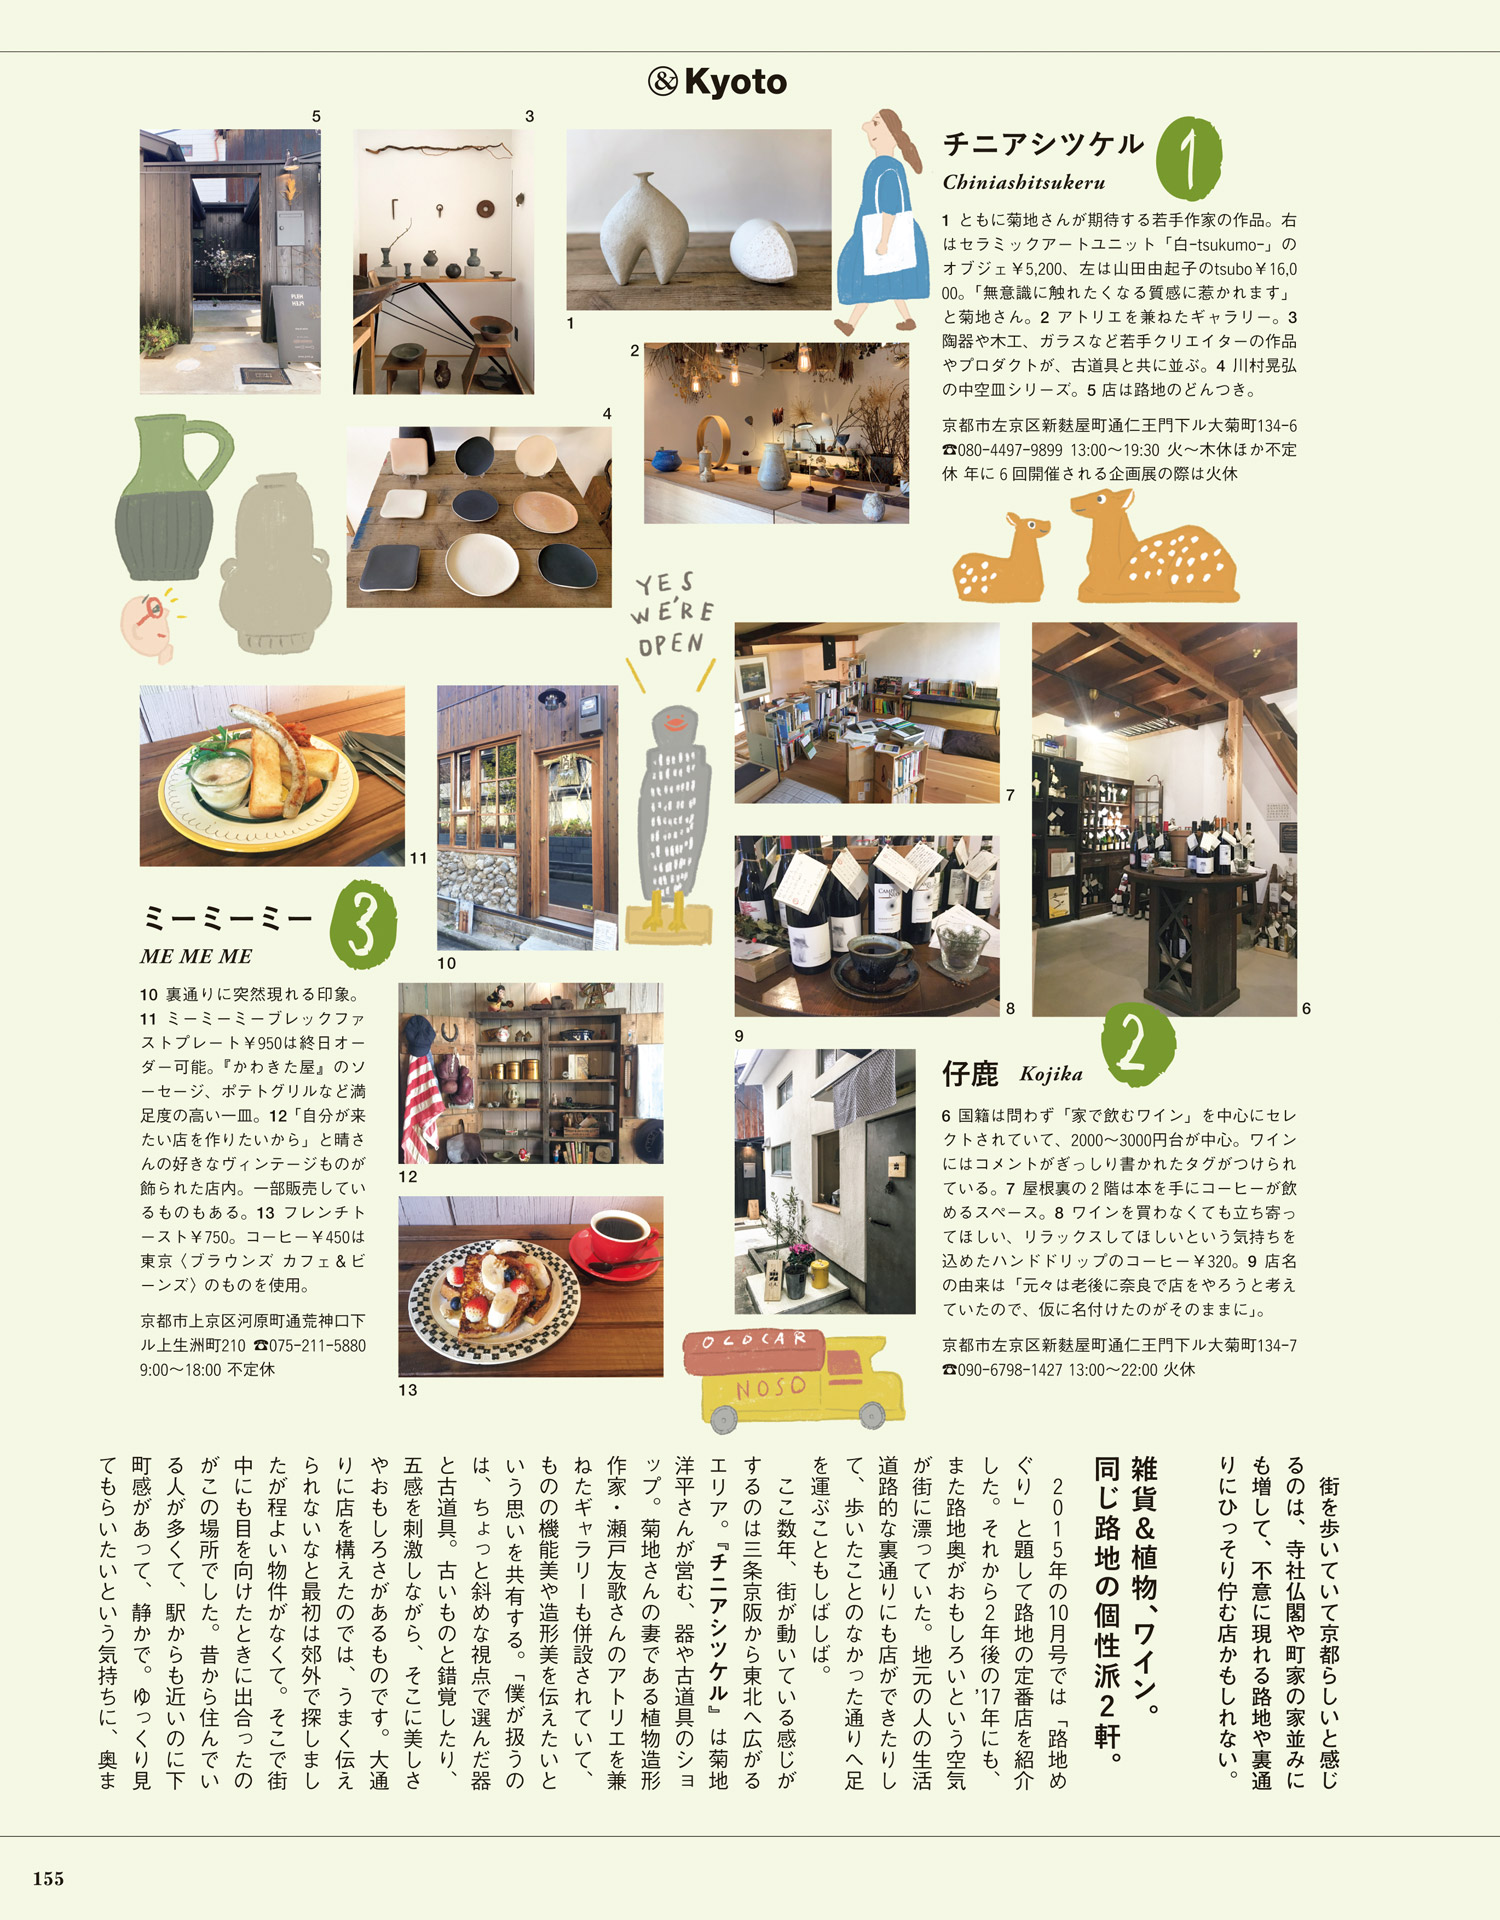 &Kyoto
チニアシツケル
Chiniashitsukeru
1
1 ともに菊地さんが期待する若手作家の作品。右
はセラミックアートユニット「白-tsukumo-」の
オブジェ￥5,200、左は山田由起子のtsubo￥16,0
00。「無意識に触れたくなる質感に惹かれます」
と菊地さん。2 アトリエを兼ねたギャラリー。3
陶器や木工、ガラスなど若手クリエイターの作品
やプロダクトが、古道具と共に並ぶ。4 川村晃弘
の中空皿シリーズ。5 店は路地のどんつき。
京都市左京区新麩屋町通仁王門下ル大菊町134-6
☎080-4497-9899 13:00～19:30 火～木休ほか不定
休 年に6回開催される企画展の際は火休
5
3
1
2
4
YES
WE'RE
OPEN
7
6
8
9
11
10
12
13
仔鹿 Kojika
2
6 国籍は問わず「家で飲むワイン」を中心にセレ
クトされていて、2000～3000円台が中心。ワイン
にはコメントがぎっしり書かれたタグがつけられ
ている。7 屋根裏の2階は本を手にコーヒーが飲
めるスペース。8 ワインを買わなくても立ち寄っ
てほしい、リラックスしてほしいという気持ちを
込めたハンドドリップのコーヒー￥320。9 店名
の由来は「元々は老後に奈良で店をやろうと考え
ていたので、仮に名付けたのがそのままに」。
京都市左京区新麩屋町通仁王門下ル大菊町134-7
☎090-6798-1427 13:00～22:00 火休
ミーミーミー
ME ME ME
3
10 裏通りに突然現れる印象。
11 ミーミーミーブレックファ
ストプレート￥950は終日オー
ダー可能。『かわきた屋』のソ
ーセージ、ポテトグリルなど満
足度の高い一皿。12「自分が来
たい店を作りたいから」と晴さ
んの好きなヴィンテージものが
飾られた店内。一部販売してい
るものもある。13 フレンチト
ースト￥750。コーヒー￥450は
東京〈ブラウンズ カフェ＆ビ
ーンズ〉のものを使用。
京都市上京区河原町通荒神口下
ル上生洲町210 ☎075-211-5880
9:00～18:00 不定休
OLDCAR
NOSO
街を歩いていて京都らしいと感じ
るのは、寺社仏閣や町家の家並みに
も増して、不意に現れる路地や裏通
りにひっそり佇む店かもしれない。
雑貨&植物、ワイン。
同じ路地の個性派2軒。
2015年の10月号では「路地め
ぐり」と題して路地の定番店を紹介
した。それから2年後の'17年にも、
また路地奥がおもしろいという空気
が街に漂っていた。地元の人の生活
道路的な裏通りにも店ができたりし
て、歩いたことのなかった通りへ足
を運ぶこともしばしば。
ここ数年、街が動いている感じが
するのは三条京阪から東北へ広がる
エリア。『チニアシツケル』は菊地
洋平さんが営む、器や古道具のショ
ップ。菊地さんの妻である植物造形
作家・瀬戸友歌さんのアトリエを兼
ねたギャラリーも併設されていて、
ものの機能美や造形美を伝えたいと
いう思いを共有する。「僕が扱うの
は、ちょっと斜めな視点で選んだ器
と古道具。古いものと錯覚したり、
五感を刺激しながら、そこに美しさ
やおもしろさがあるものです。大通
りに店を構えたのでは、うまく伝え
られないなと最初は郊外で探しまし
たが程よい物件がなくて。そこで街
中にも目を向けたときに出合ったの
がこの場所でした。昔から住んでい
る人が多くて、駅からも近いのに下
町感があって、静かで。ゆっくり見
てもらいたいという気持ちに、奥ま
155